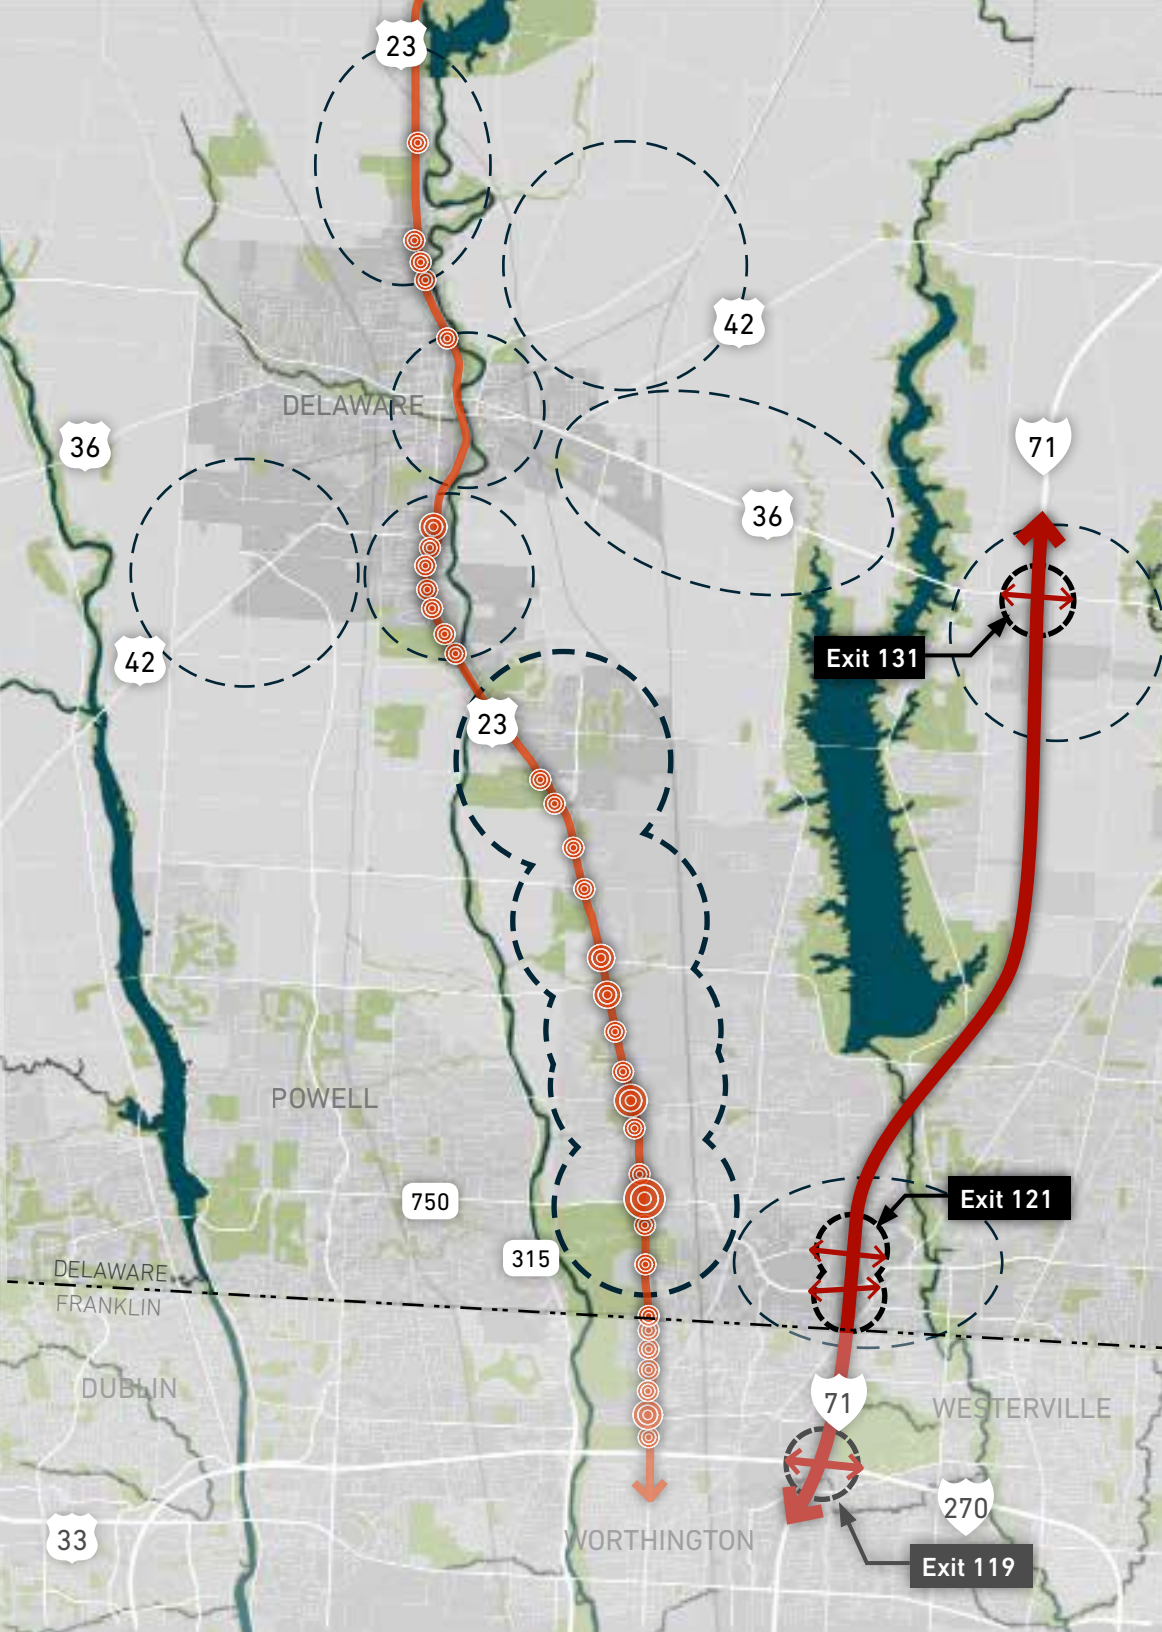 23
42
DELAWARE
36
71
36
Exit 131
42
23
POWELL
750
Exit 121
315
DELAWARE
FRANKLIN
DUBLIN
71
WESTERVILLE
270
33
WORTHINGTON
Exit 119